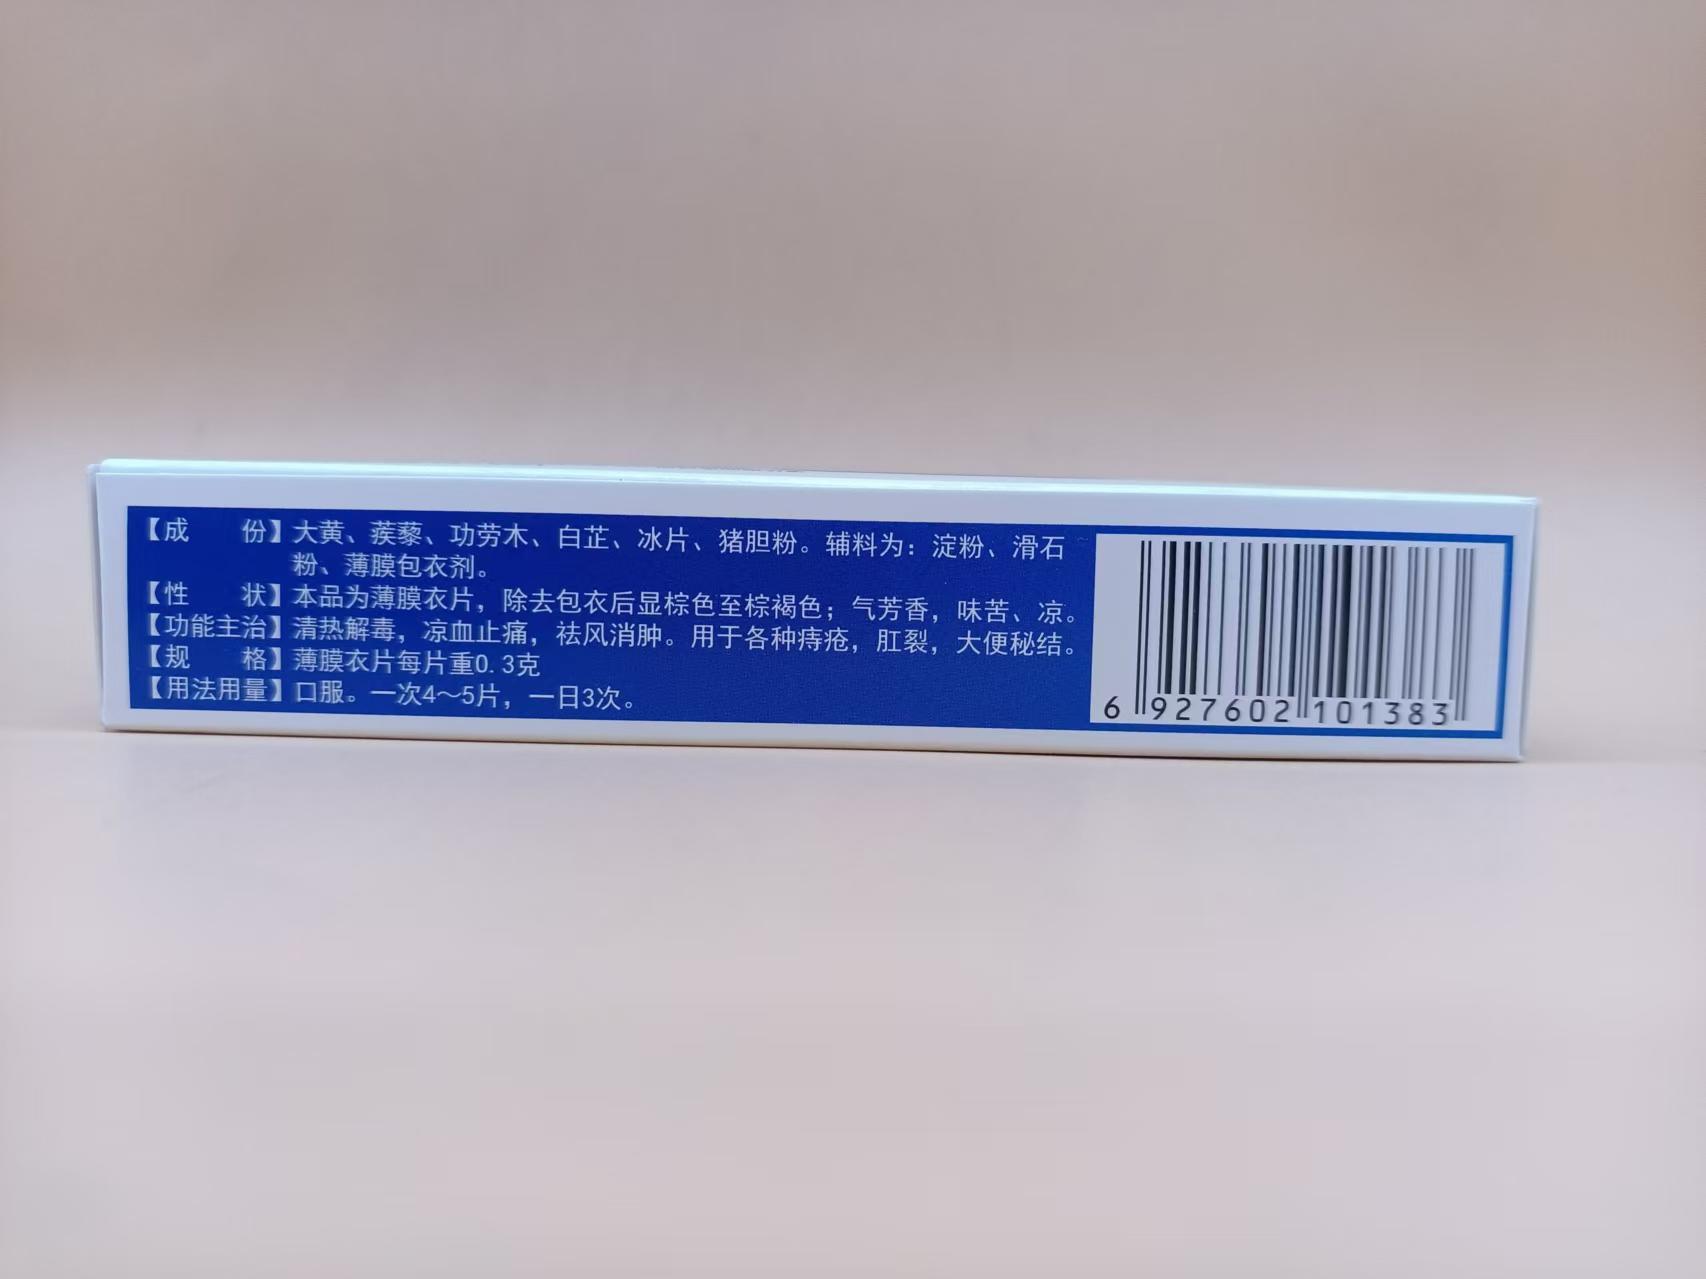 【成 份】大黄、蒺藜、功劳木、白芷、冰片、猪胆粉。辅料为：淀粉、滑石
粉、薄膜包衣剂。
【性 状】本品为薄膜衣片，除去包衣后显棕色至棕褐色；气芳香，味苦、凉。
【功能主治】清热解毒，凉血止痛，祛风消肿。用于各种痔疮，肛裂，大便秘结。
【规 格】薄膜衣片每片重0.3克
【用法用量】口服。一次4～5片，一日3次。
6 927602 101383